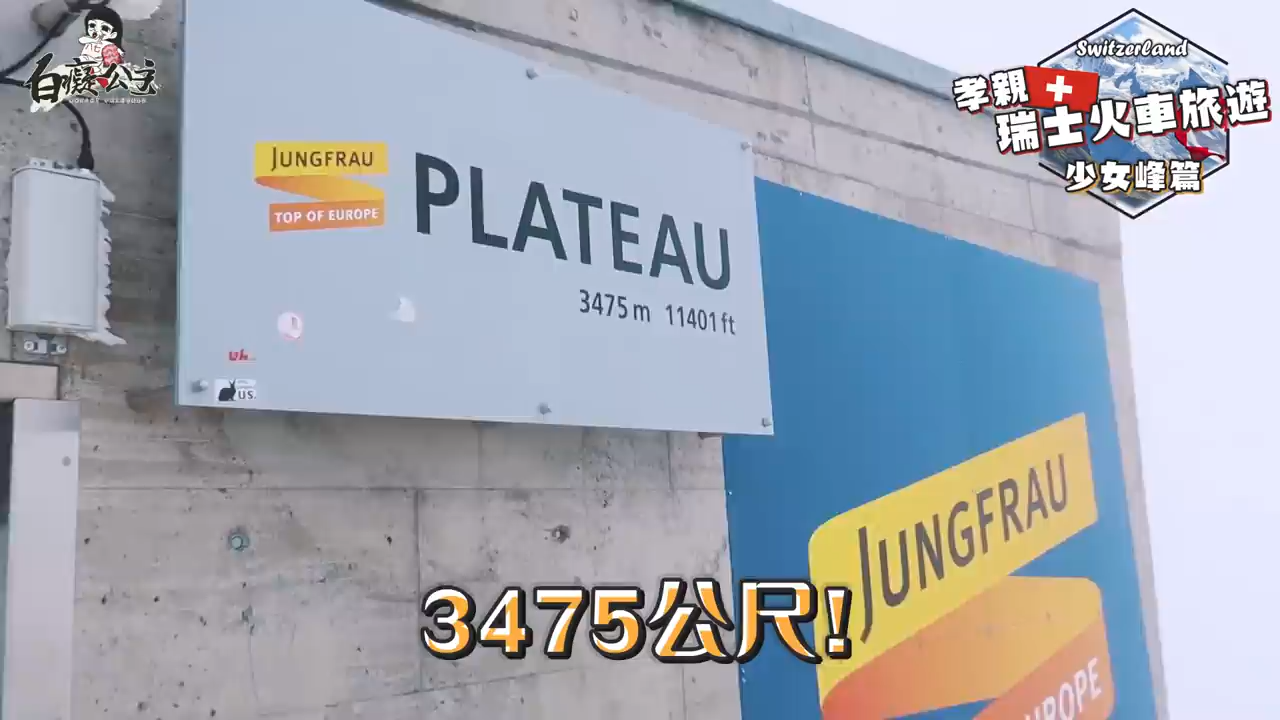 白癡公主
Switzerland
孝親
瑞士火車旅遊
少女峰篇
JUNGFRAU
TOP OF EUROPE
PLATEAU
3475 m 11401 ft
US.
JUNGFRAU
EUROPE
3475公尺!